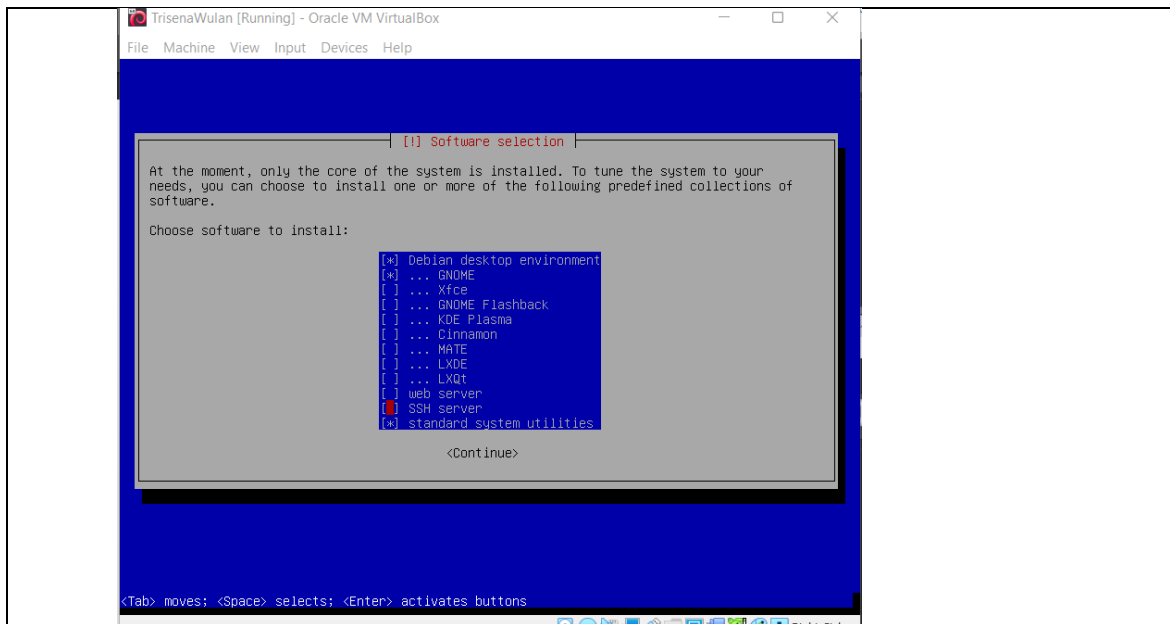 TrisenaWulan [Running] - Oracle VM VirtualBox
File Machine View Input Devices Help
[!] Software selection
At the moment, only the core of the system is installed. To tune the system to your
needs, you can choose to install one or more of the following predefined collections of
software.
Choose software to install:
[*] Debian desktop environment
[*] ... GNOME
[ ] ... Xfce
[ ] ... GNOME Flashback
[ ] ... KDE Plasma
[ ] ... Cinnamon
[ ] ... MATE
[ ] ... LXDE
[ ] ... LXQt
[ ] web server
[ ] SSH server
[*] standard system utilities
<Continue>
<Tab> moves; <Space> selects; <Enter> activates buttons